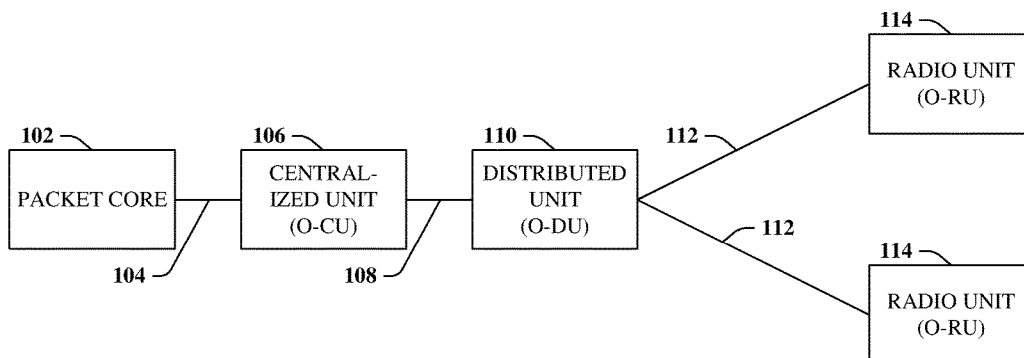 114
RADIO UNIT
(O-RU)
102
106
110
112
PACKET CORE
CENTRAL-
IZED UNIT
(O-CU)
DISTRIBUTED
UNIT
(O-DU)
104
108
112
114
RADIO UNIT
(O-RU)